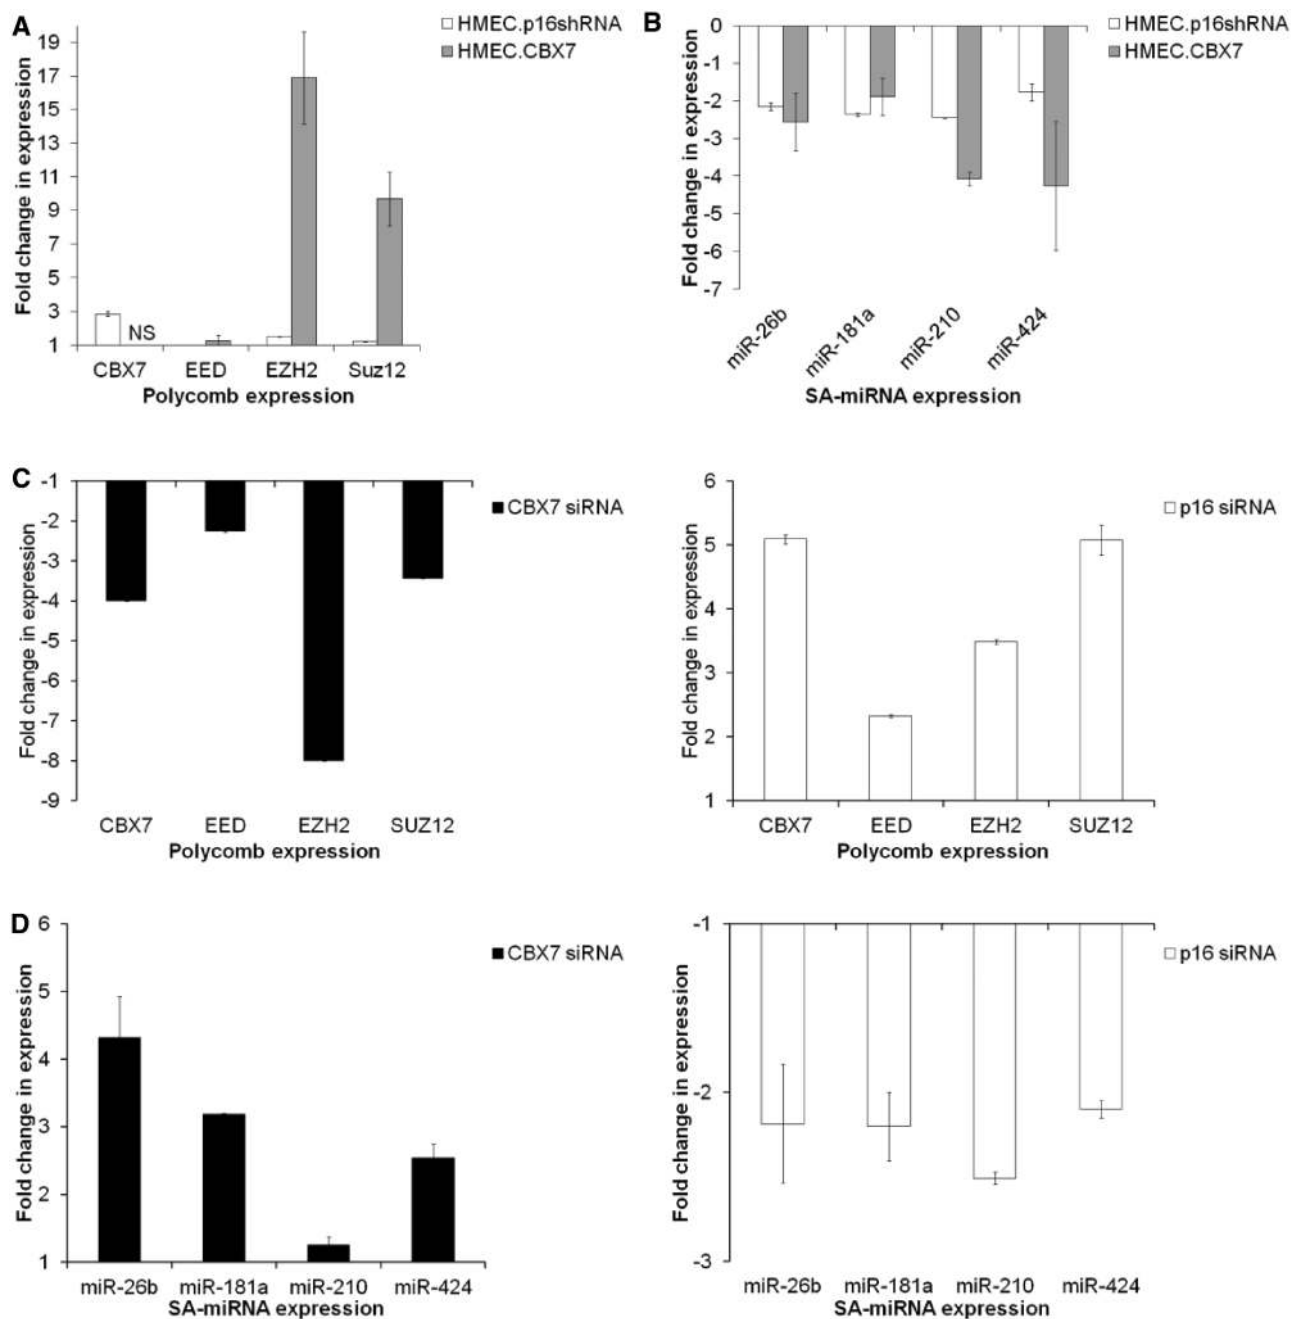 A
HMEC.p16shRNA
HMEC.CBX7
Fold change in expression
19
17
15
13
11
9
7
5
3
1
NS
CBX7 EED EZH2 Suz12
Polycomb expression
B
HMEC.p16shRNA
HMEC.CBX7
Fold change in expression
0
-1
-2
-3
-4
-5
-6
-7
miR-26b miR-181a miR-210 miR-424
SA-miRNA expression
C
CBX7 siRNA
Fold change in expression
-1
-2
-3
-4
-5
-6
-7
-8
-9
CBX7 EED EZH2 SUZ12
Polycomb expression
p16 siRNA
Fold change in expression
6
5
4
3
2
1
CBX7 EED EZH2 SUZ12
Polycomb expression
D
CBX7 siRNA
Fold change in expression
6
5
4
3
2
1
miR-26b miR-181a miR-210 miR-424
SA-miRNA expression
p16 siRNA
Fold change in expression
-1
-2
-3
miR-26b miR-181a miR-210 miR-424
SA-miRNA expression